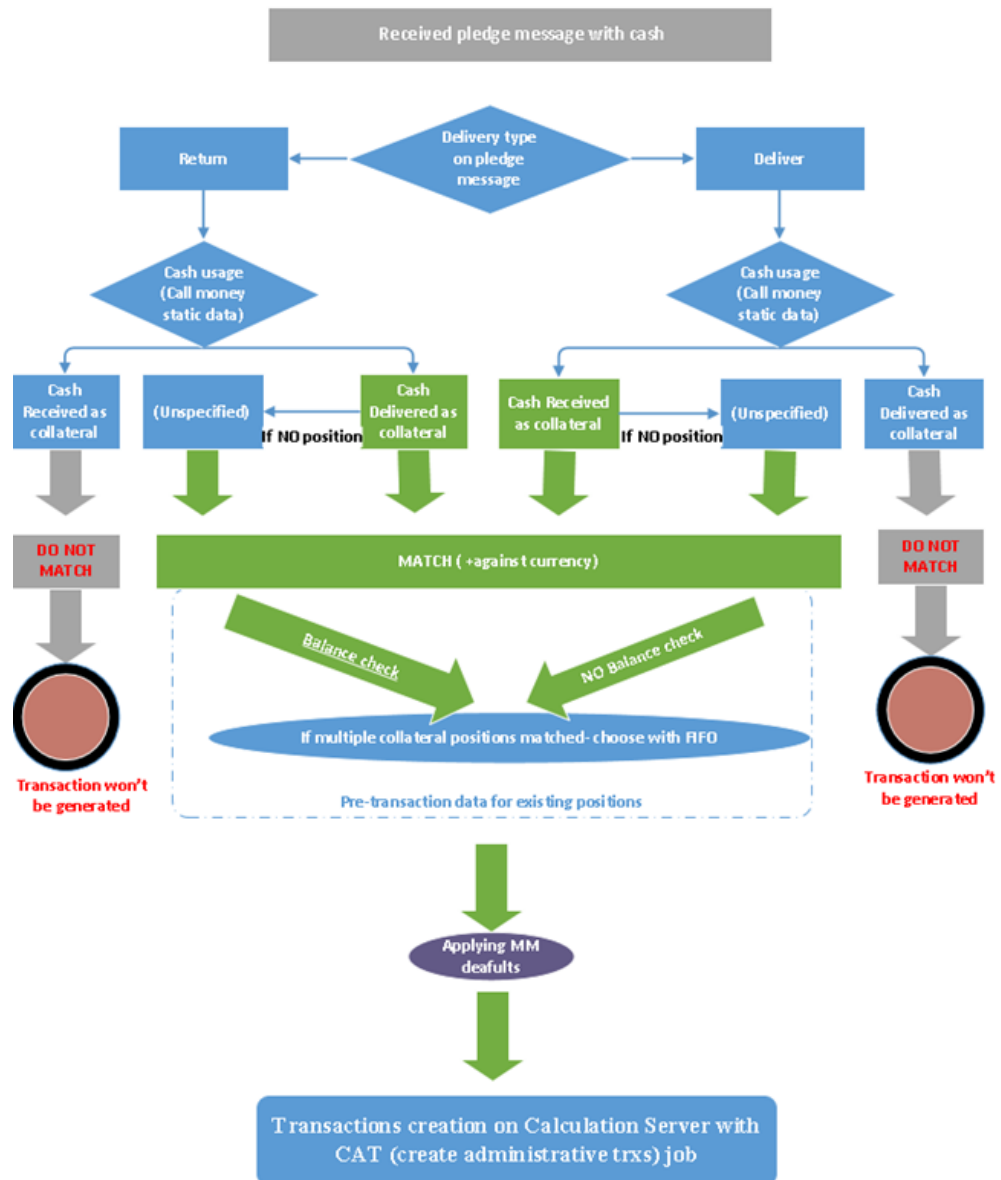 Received pledge message with cash
Delivery type
on pledge
message
Return
Deliver
Cash usage
(Call money
static data)
Cash usage
(Call money
static data)
Cash
Received as
collateral
(Unspecified)
If NO position
Cash
Delivered as
collateral
Cash Received
as collateral
If NO position
(Unspecified)
Cash
Delivered as
collateral
DO NOT
MATCH
MATCH ( +against currency)
DO NOT
MATCH
Balance check
NO Balance check
If multiple collateral positions matched- choose with FIFO
Pre-transaction data for existing positions
Transaction won't
be generated
Transaction won't
be generated
Applying MM
deafults
Transactions creation on Calculation Server with
CAT (create administrative trxs) job